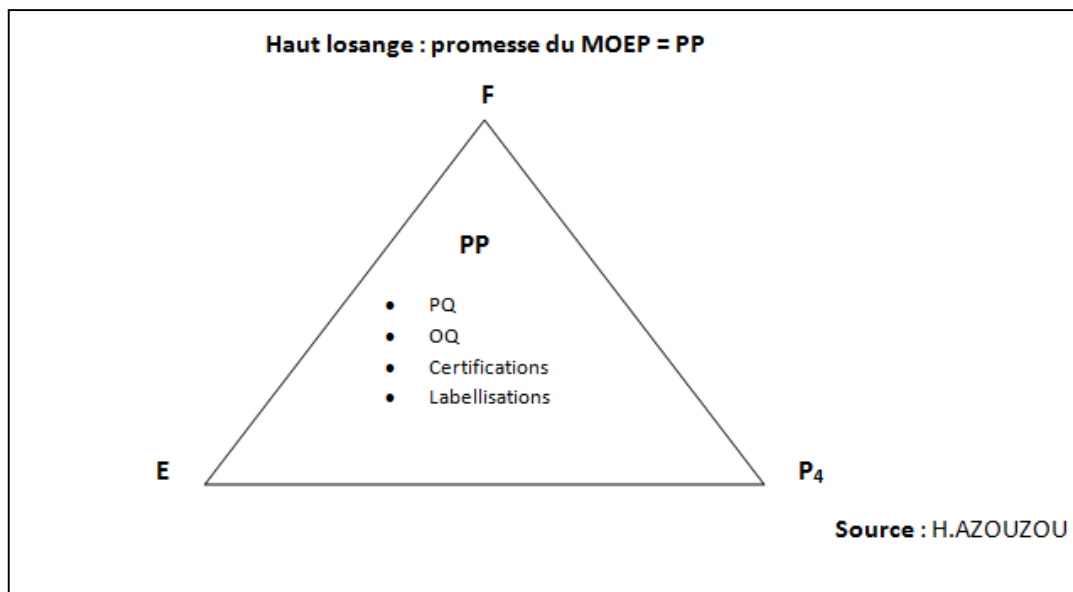 Haut losange : promesse du MOEP = PP
F
PP
• PQ
• OQ
• Certifications
• Labellisations
E
P₄
Source : H.AZOUZOU